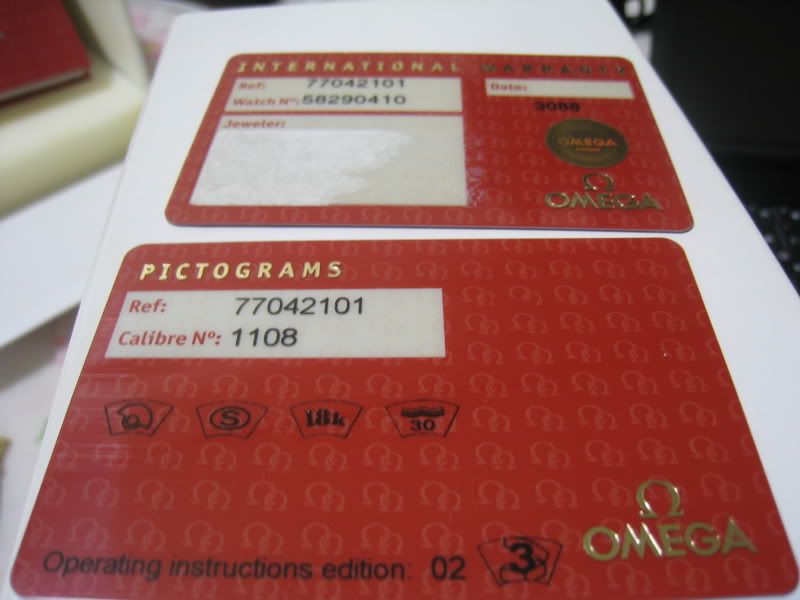 INTERNATIONAL WARRANTY
Ref: 77042101
Watch Nº: 58290410
Date:
3088
Jeweler:
OMEGA
OMEGA
PICTOGRAMS
Ref: 77042101
Calibre Nº: 1108
S
18k
30
Operating instructions edition: 02
3
OMEGA